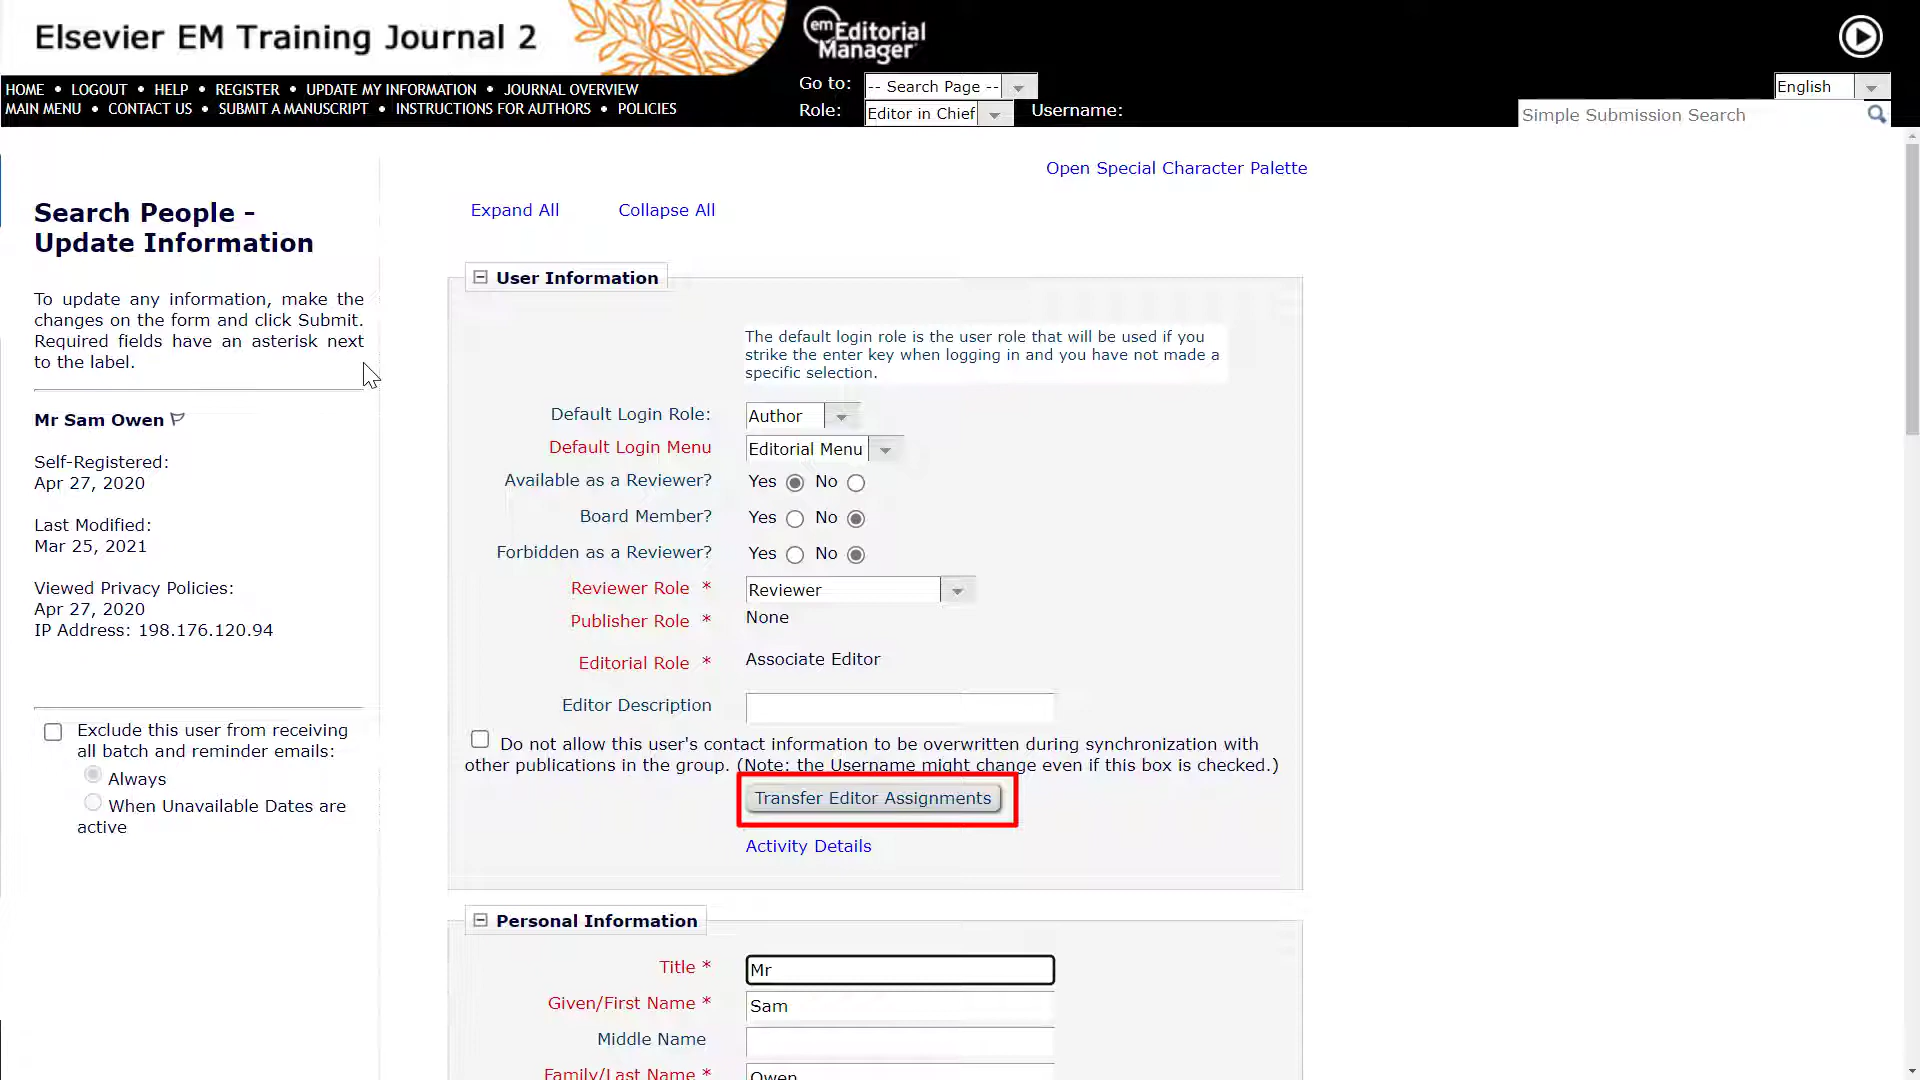 Elsevier EM Training Journal 2
em Editorial
Manager®
HOME • LOGOUT • HELP • REGISTER • UPDATE MY INFORMATION • JOURNAL OVERVIEW
MAIN MENU • CONTACT US • SUBMIT A MANUSCRIPT • INSTRUCTIONS FOR AUTHORS • POLICIES
Go to: -- Search Page --
Role: Editor in Chief Username:
English
Simple Submission Search
Open Special Character Palette
Expand All Collapse All
Search People -
Update Information
To update any information, make the
changes on the form and click Submit.
Required fields have an asterisk next
to the label.
Mr Sam Owen
Self-Registered:
Apr 27, 2020
Last Modified:
Mar 25, 2021
Viewed Privacy Policies:
Apr 27, 2020
IP Address: 198.176.120.94
Exclude this user from receiving
all batch and reminder emails:
Always
When Unavailable Dates are
active
User Information
The default login role is the user role that will be used if you
strike the enter key when logging in and you have not made a
specific selection.
Default Login Role: Author
Default Login Menu Editorial Menu
Available as a Reviewer? Yes No
Board Member? Yes No
Forbidden as a Reviewer? Yes No
Reviewer Role * Reviewer
Publisher Role * None
Editorial Role * Associate Editor
Editor Description
Do not allow this user's contact information to be overwritten during synchronization with
other publications in the group. (Note: the Username might change even if this box is checked.)
Transfer Editor Assignments
Activity Details
Personal Information
Title * Mr
Given/First Name * Sam
Middle Name
Family/Last Name * Owen